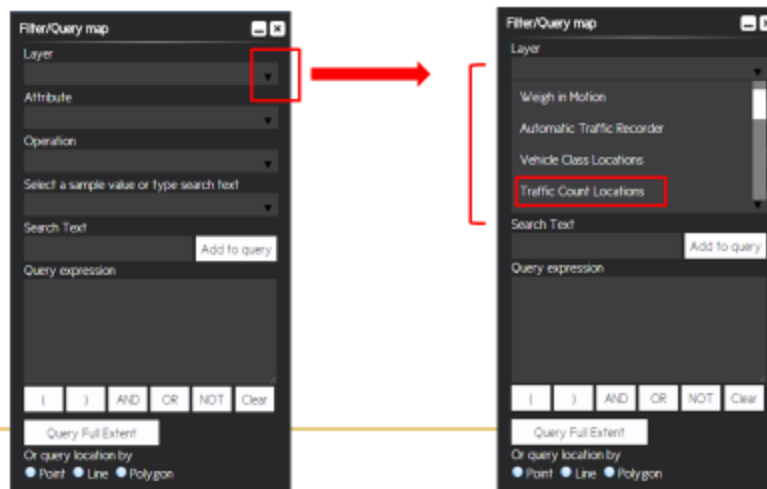 Filter/Query map
Layer
Attribute
Operation
Select a sample value or type search text
Search Text
Add to query
Query expression
( ) AND OR NOT Clear
Query Full Extent
Or query location by
Point Line Polygon
Filter/Query map
Layer
Weigh in Motion
Automatic Traffic Recorder
Vehicle Class Locations
Traffic Count Locations
Search Text
Add to query
Query expression
( ) AND OR NOT Clear
Query Full Extent
Or query location by
Point Line Polygon